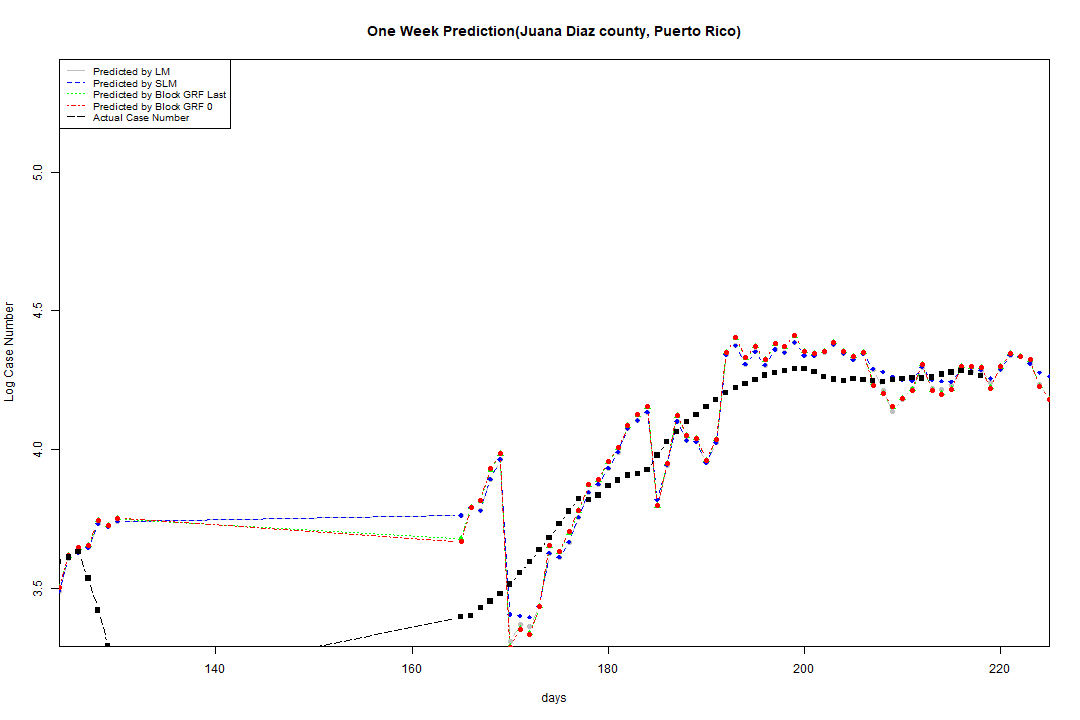 One Week Prediction(Juana Diaz county, Puerto Rico)
Predicted by LM
Predicted by SLM
Predicted by Block GRF Last
Predicted by Block GRF 0
Actual Case Number
Log Case Number
5.0
4.5
4.0
3.5
140
160
180
200
220
days